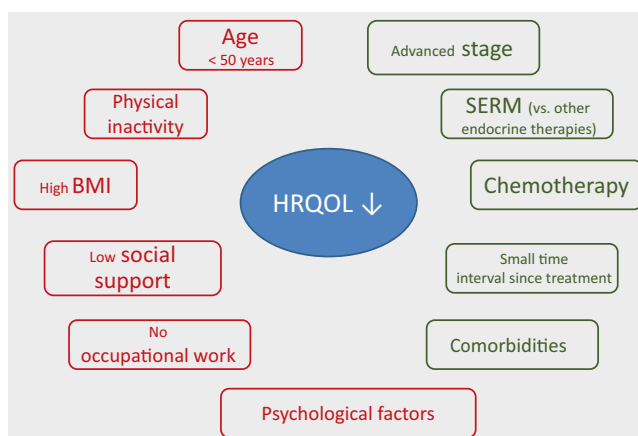 Age
< 50 years
Advanced stage
Physical
inactivity
SERM (vs. other
endocrine therapies)
High BMI
HRQOL ↓
Chemotherapy
Low social
support
Small time
interval since treatment
No
occupational work
Comorbidities
Psychological factors